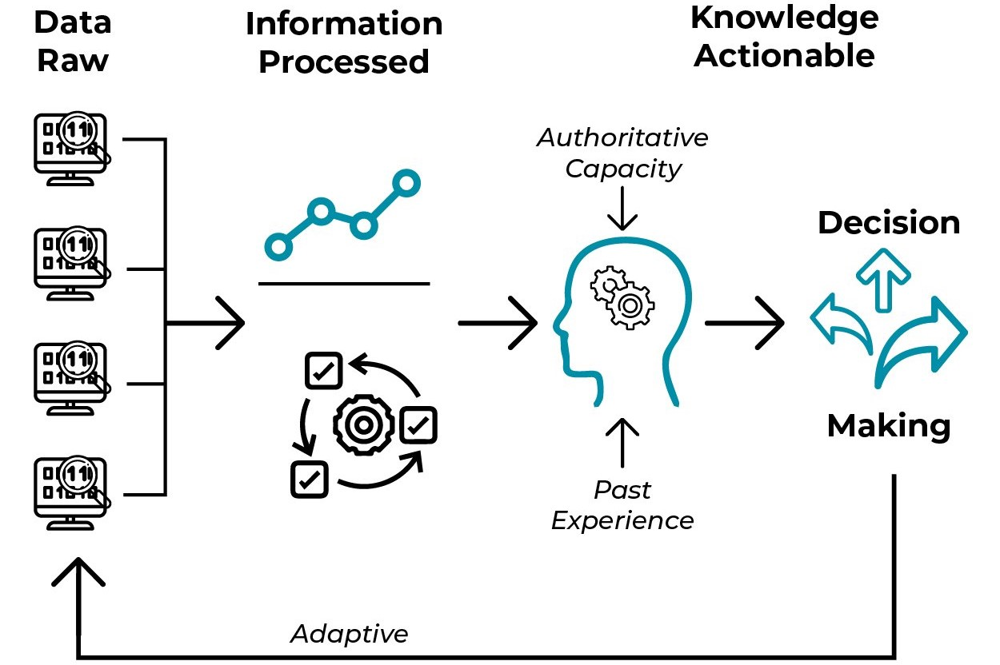 Data
Raw
Information
Processed
Knowledge
Actionable
Authoritative
Capacity
Decision
Making
Past
Experience
Adaptive